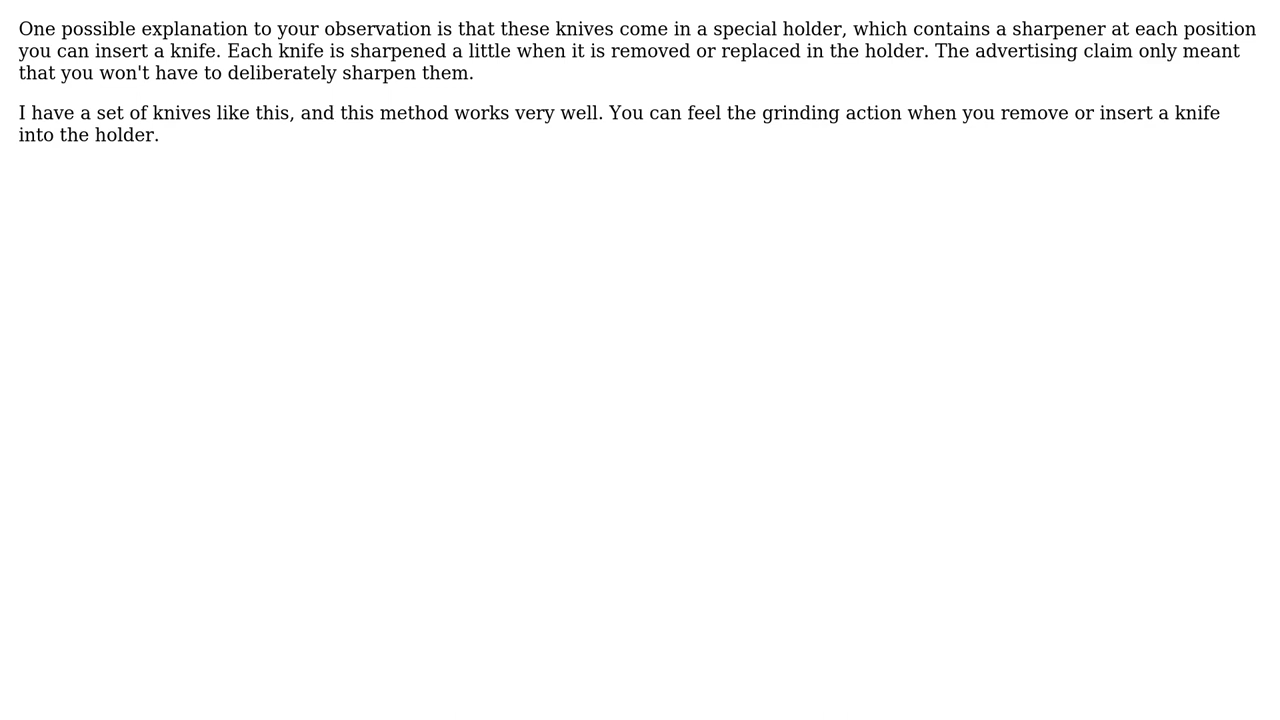 One possible explanation to your observation is that these knives come in a special holder, which contains a sharpener at each position
you can insert a knife. Each knife is sharpened a little when it is removed or replaced in the holder. The advertising claim only meant
that you won't have to deliberately sharpen them.
I have a set of knives like this, and this method works very well. You can feel the grinding action when you remove or insert a knife
into the holder.